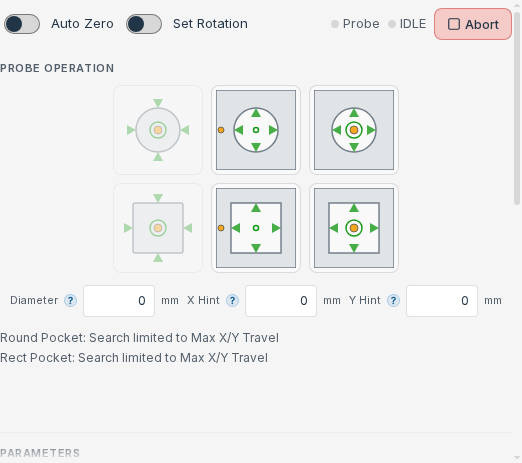 Auto Zero Set Rotation Probe IDLE Abort
PROBE OPERATION
Diameter ? 0 mm X Hint ? 0 mm Y Hint ? 0 mm
Round Pocket: Search limited to Max X/Y Travel
Rect Pocket: Search limited to Max X/Y Travel
PARAMETERS